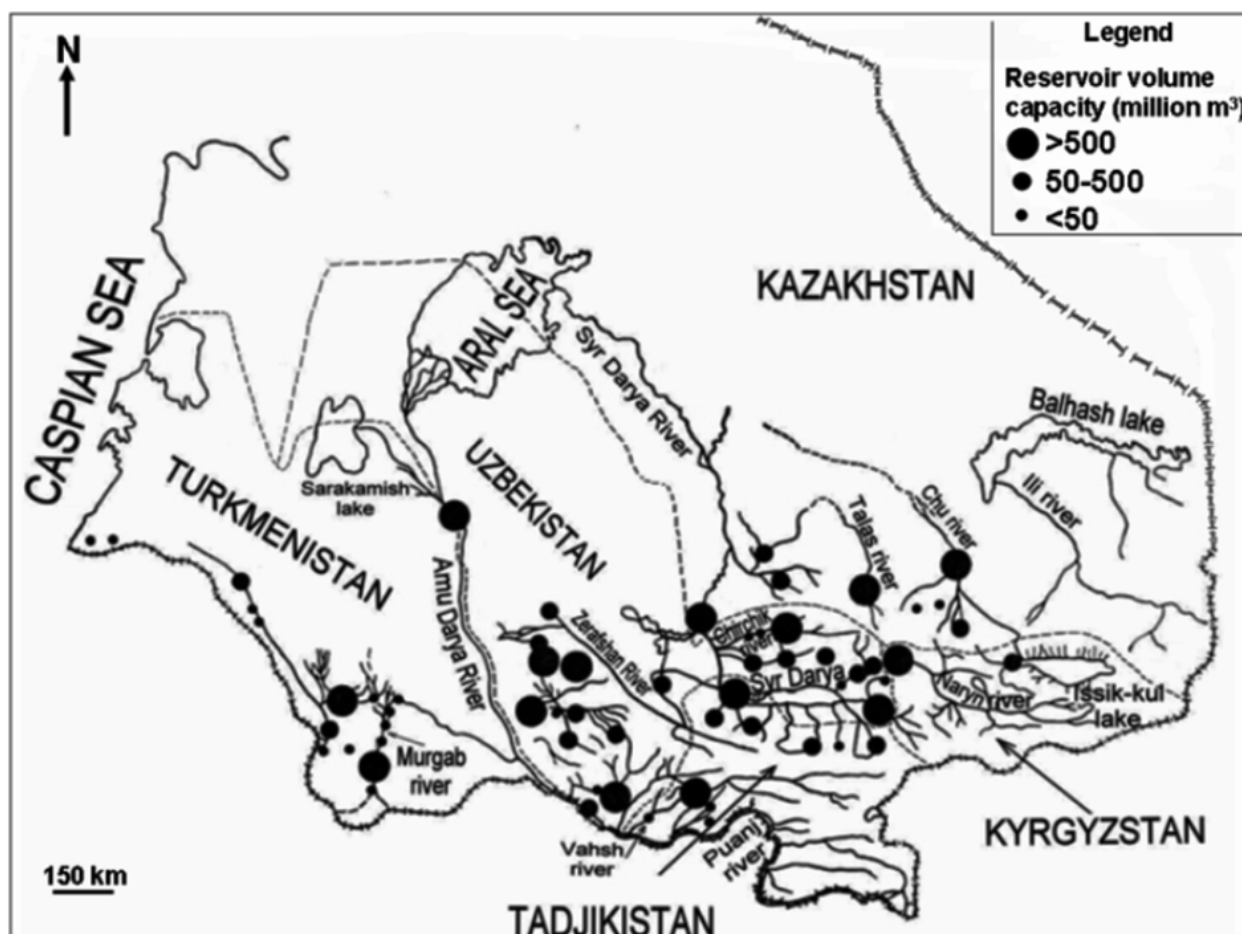 N
Legend
Reservoir volume
capacity (million m³)
>500
50-500
<50
KAZAKHSTAN
CASPIAN SEA
ARAL SEA
Syr Darya River
Balhash lake
Ili river
TURKMENISTAN
Sarakamish
lake
UZBEKISTAN
Talas river
Chu river
Amu Darya River
Zerafshan River
Chirchik
river
Syr Darya
Naryn river
Issik-kul
lake
Murgab
river
KYRGYZSTAN
Vahsh
river
Puanj
river
150 km
TADJIKISTAN